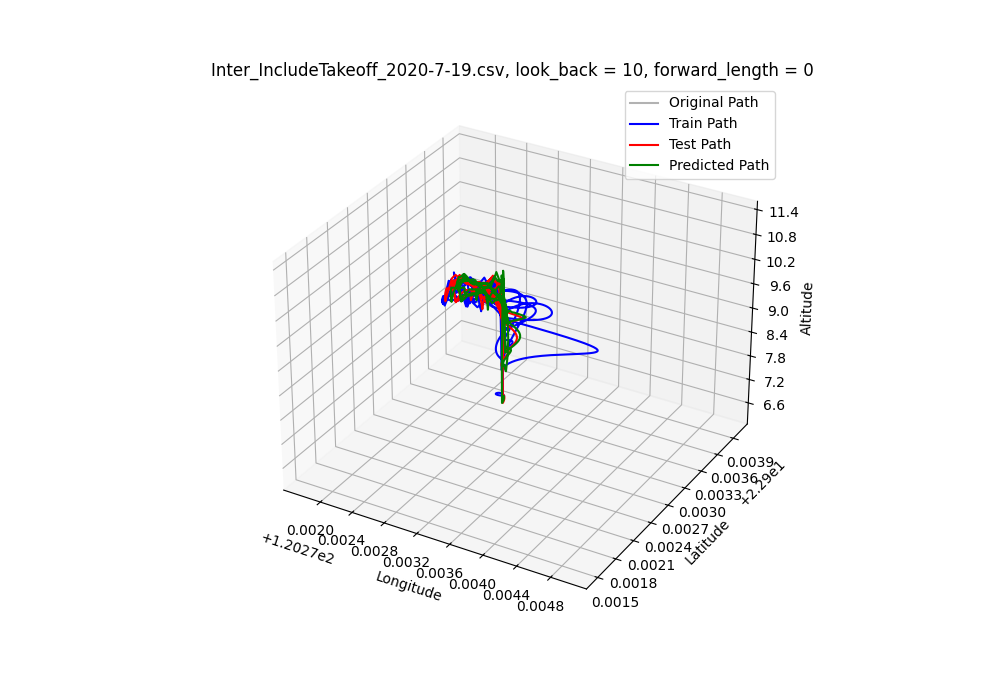 Inter_IncludeTakeoff_2020-7-19.csv, look_back = 10, forward_length = 0
Original Path
Train Path
Test Path
Predicted Path
11.4
10.8
10.2
9.6
9.0
8.4
7.8
7.2
6.6
Altitude
0.0039
0.0036
0.0033
0.0030
0.0027
0.0024
0.0021
0.0018
0.0015
+2.29e1
Latitude
0.0020
0.0024
0.0028
0.0032
0.0036
0.0040
0.0044
0.0048
+1.2027e2
Longitude